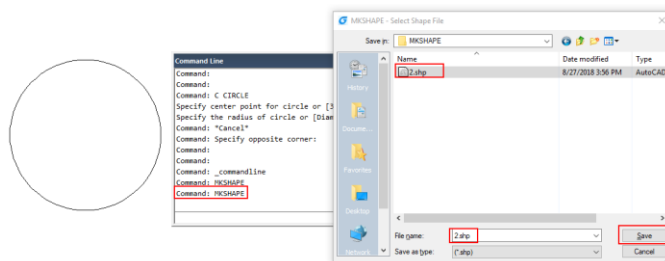 MKSHAPE - Select Shape File
Save in: MKSHAPE
Name Date modified Type
2.shp 8/27/2018 3:56 PM AutoCAD
History
Docume...
Favorites
Desktop
Network
File name: 2.shp Save
Save as type: (*.shp) Cancel
Command Line
Command:
Command:
Command: C CIRCLE
Specify center point for circle or [3
Specify the radius of circle or [Diam
Command: *Cancel*
Command: Specify opposite corner:
Command:
Command:
Command: _commandline
Command: MKSHAPE
Command: MKSHAPE